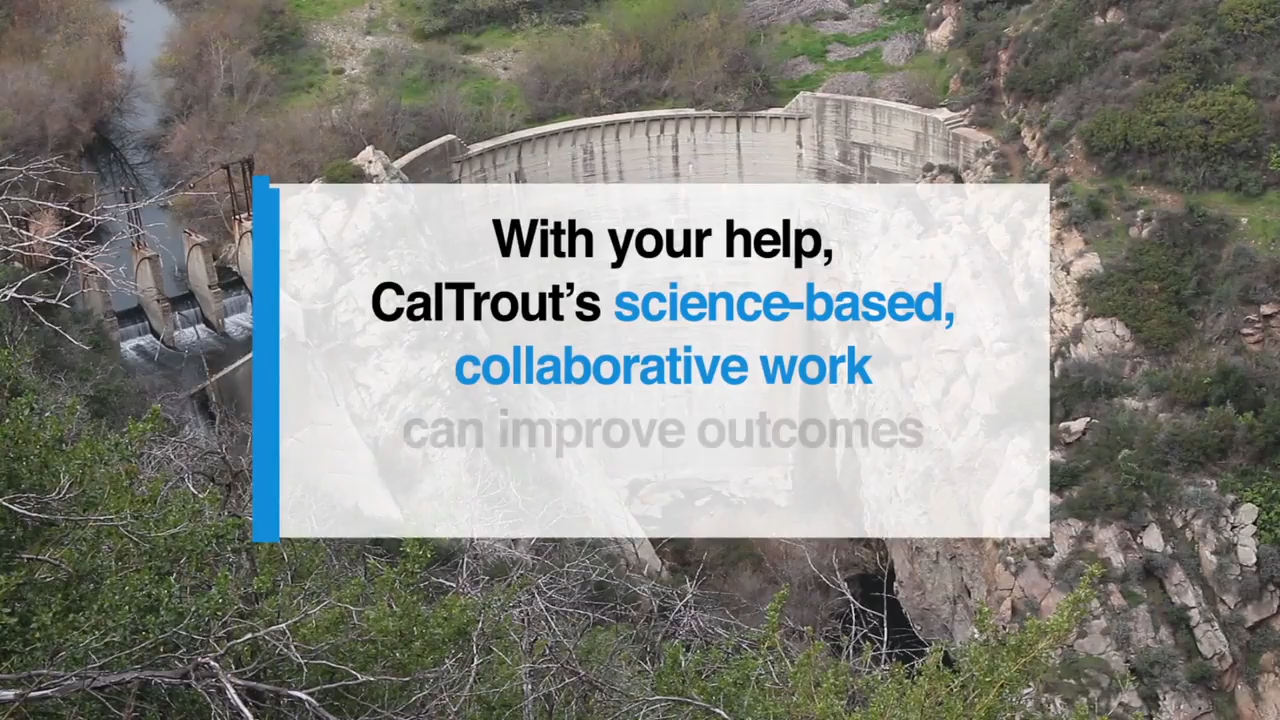 With your help,
CalTrout’s science-based,
collaborative work
can improve outcomes